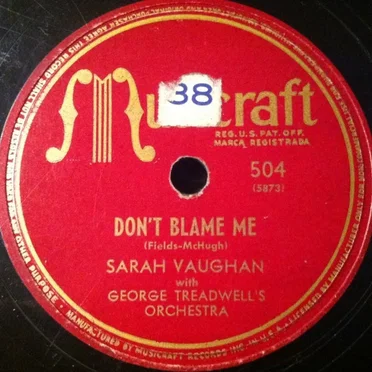 Musicraft
38
REG. U.S. PAT. OFF.
MARCA REGISTRADA
504
(5873)
DON'T BLAME ME
(Fields-McHugh)
SARAH VAUGHAN
with
GEORGE TREADWELL'S
ORCHESTRA
MANUFACTURED BY MUSICRAFT RECORDS INC. U.S.A.